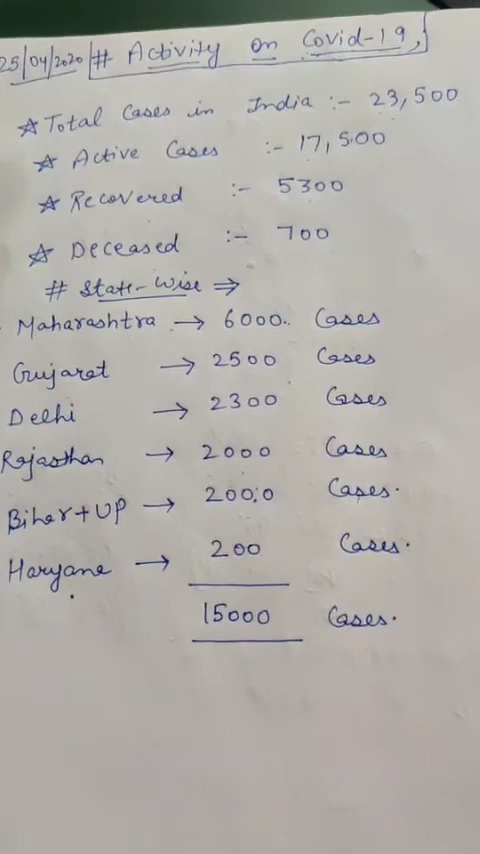 25/04/2020 # Activity on Covid-19,
☆ Total Cases in India :- 23,500
☆ Active Cases :- 17,500
☆ Recovered :- 5300
☆ Deceased :- 700
# State-Wise ⇒
Maharashtra → 6000.. Cases
Gujarat → 2500 Cases
Delhi → 2300 Cases
Rajasthan → 2000 Cases
Bihar+UP → 2000 Cases.
Haryana → 200 Cases.
15000 Cases.